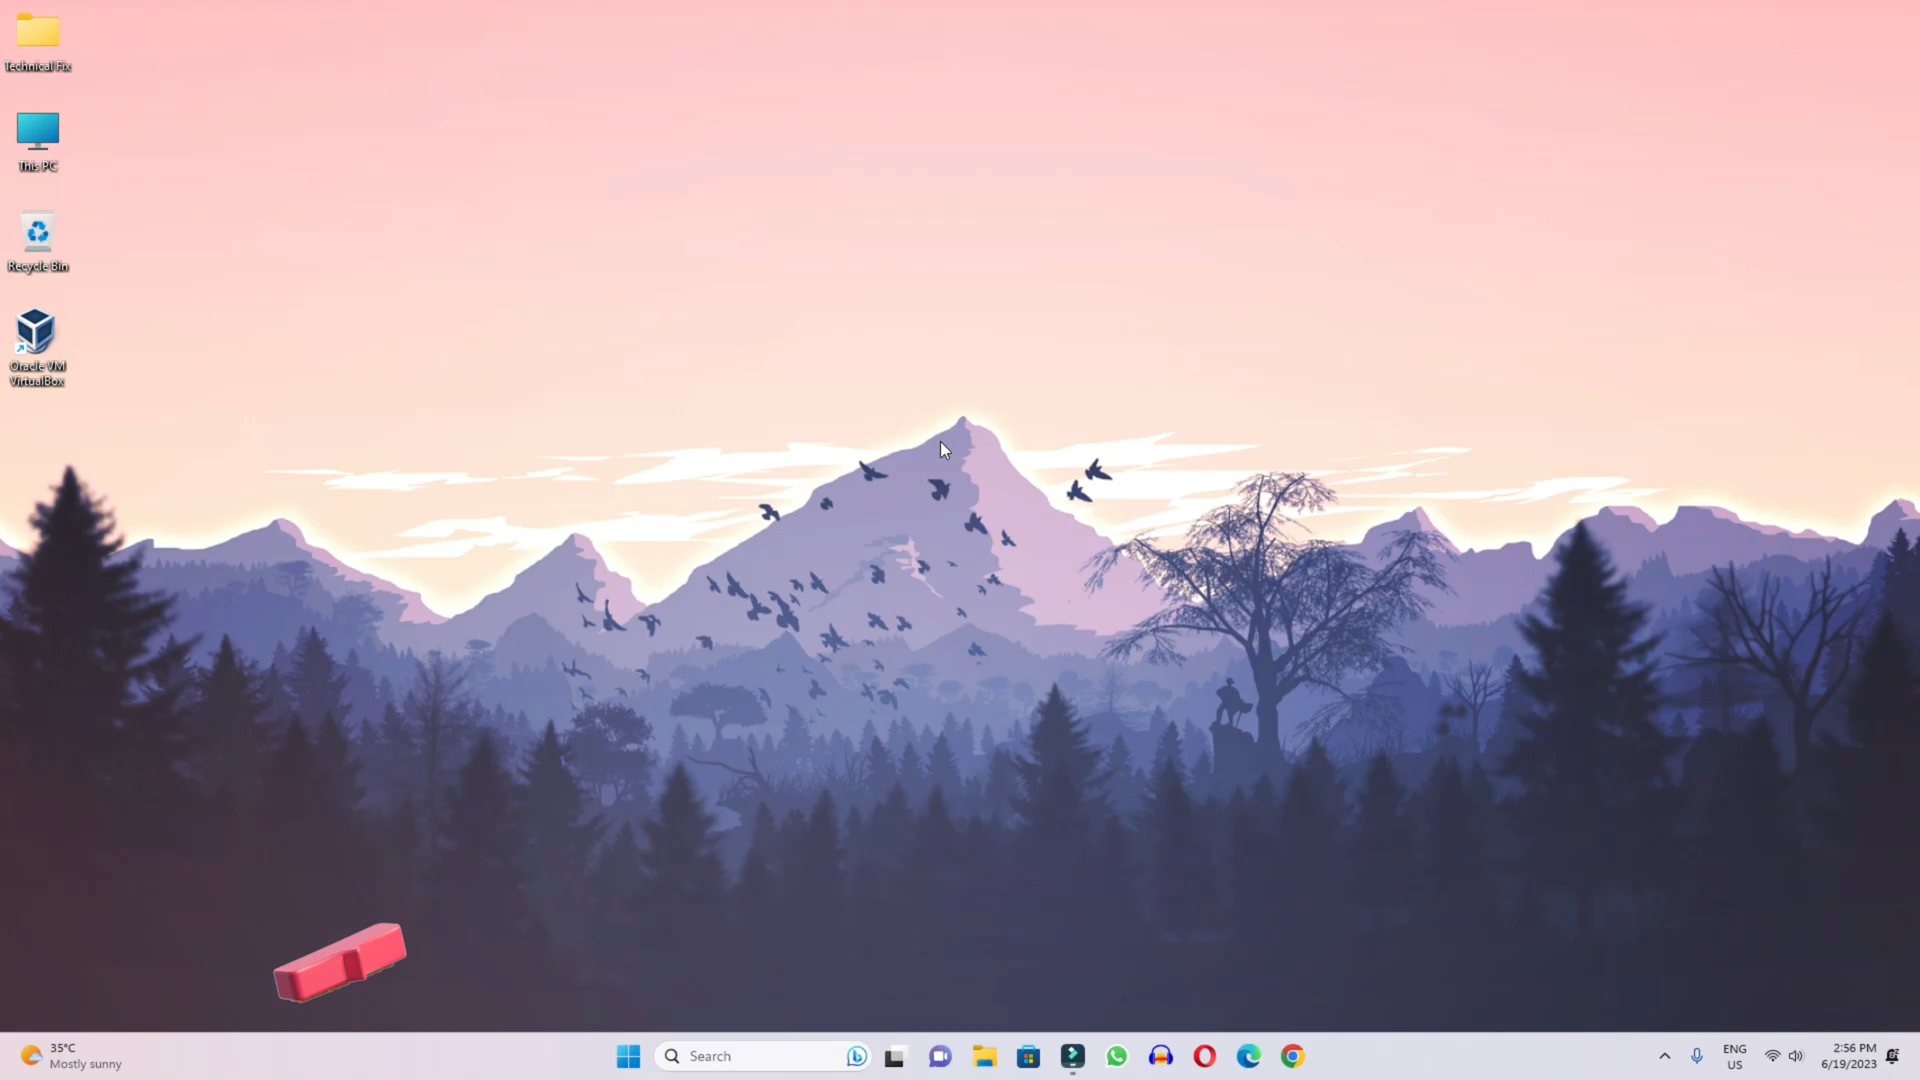 Technical Fix
This PC
Recycle Bin
Oracle VM
VirtualBox
35°C
Mostly sunny
Search
ENG
US
2:56 PM
6/19/2023